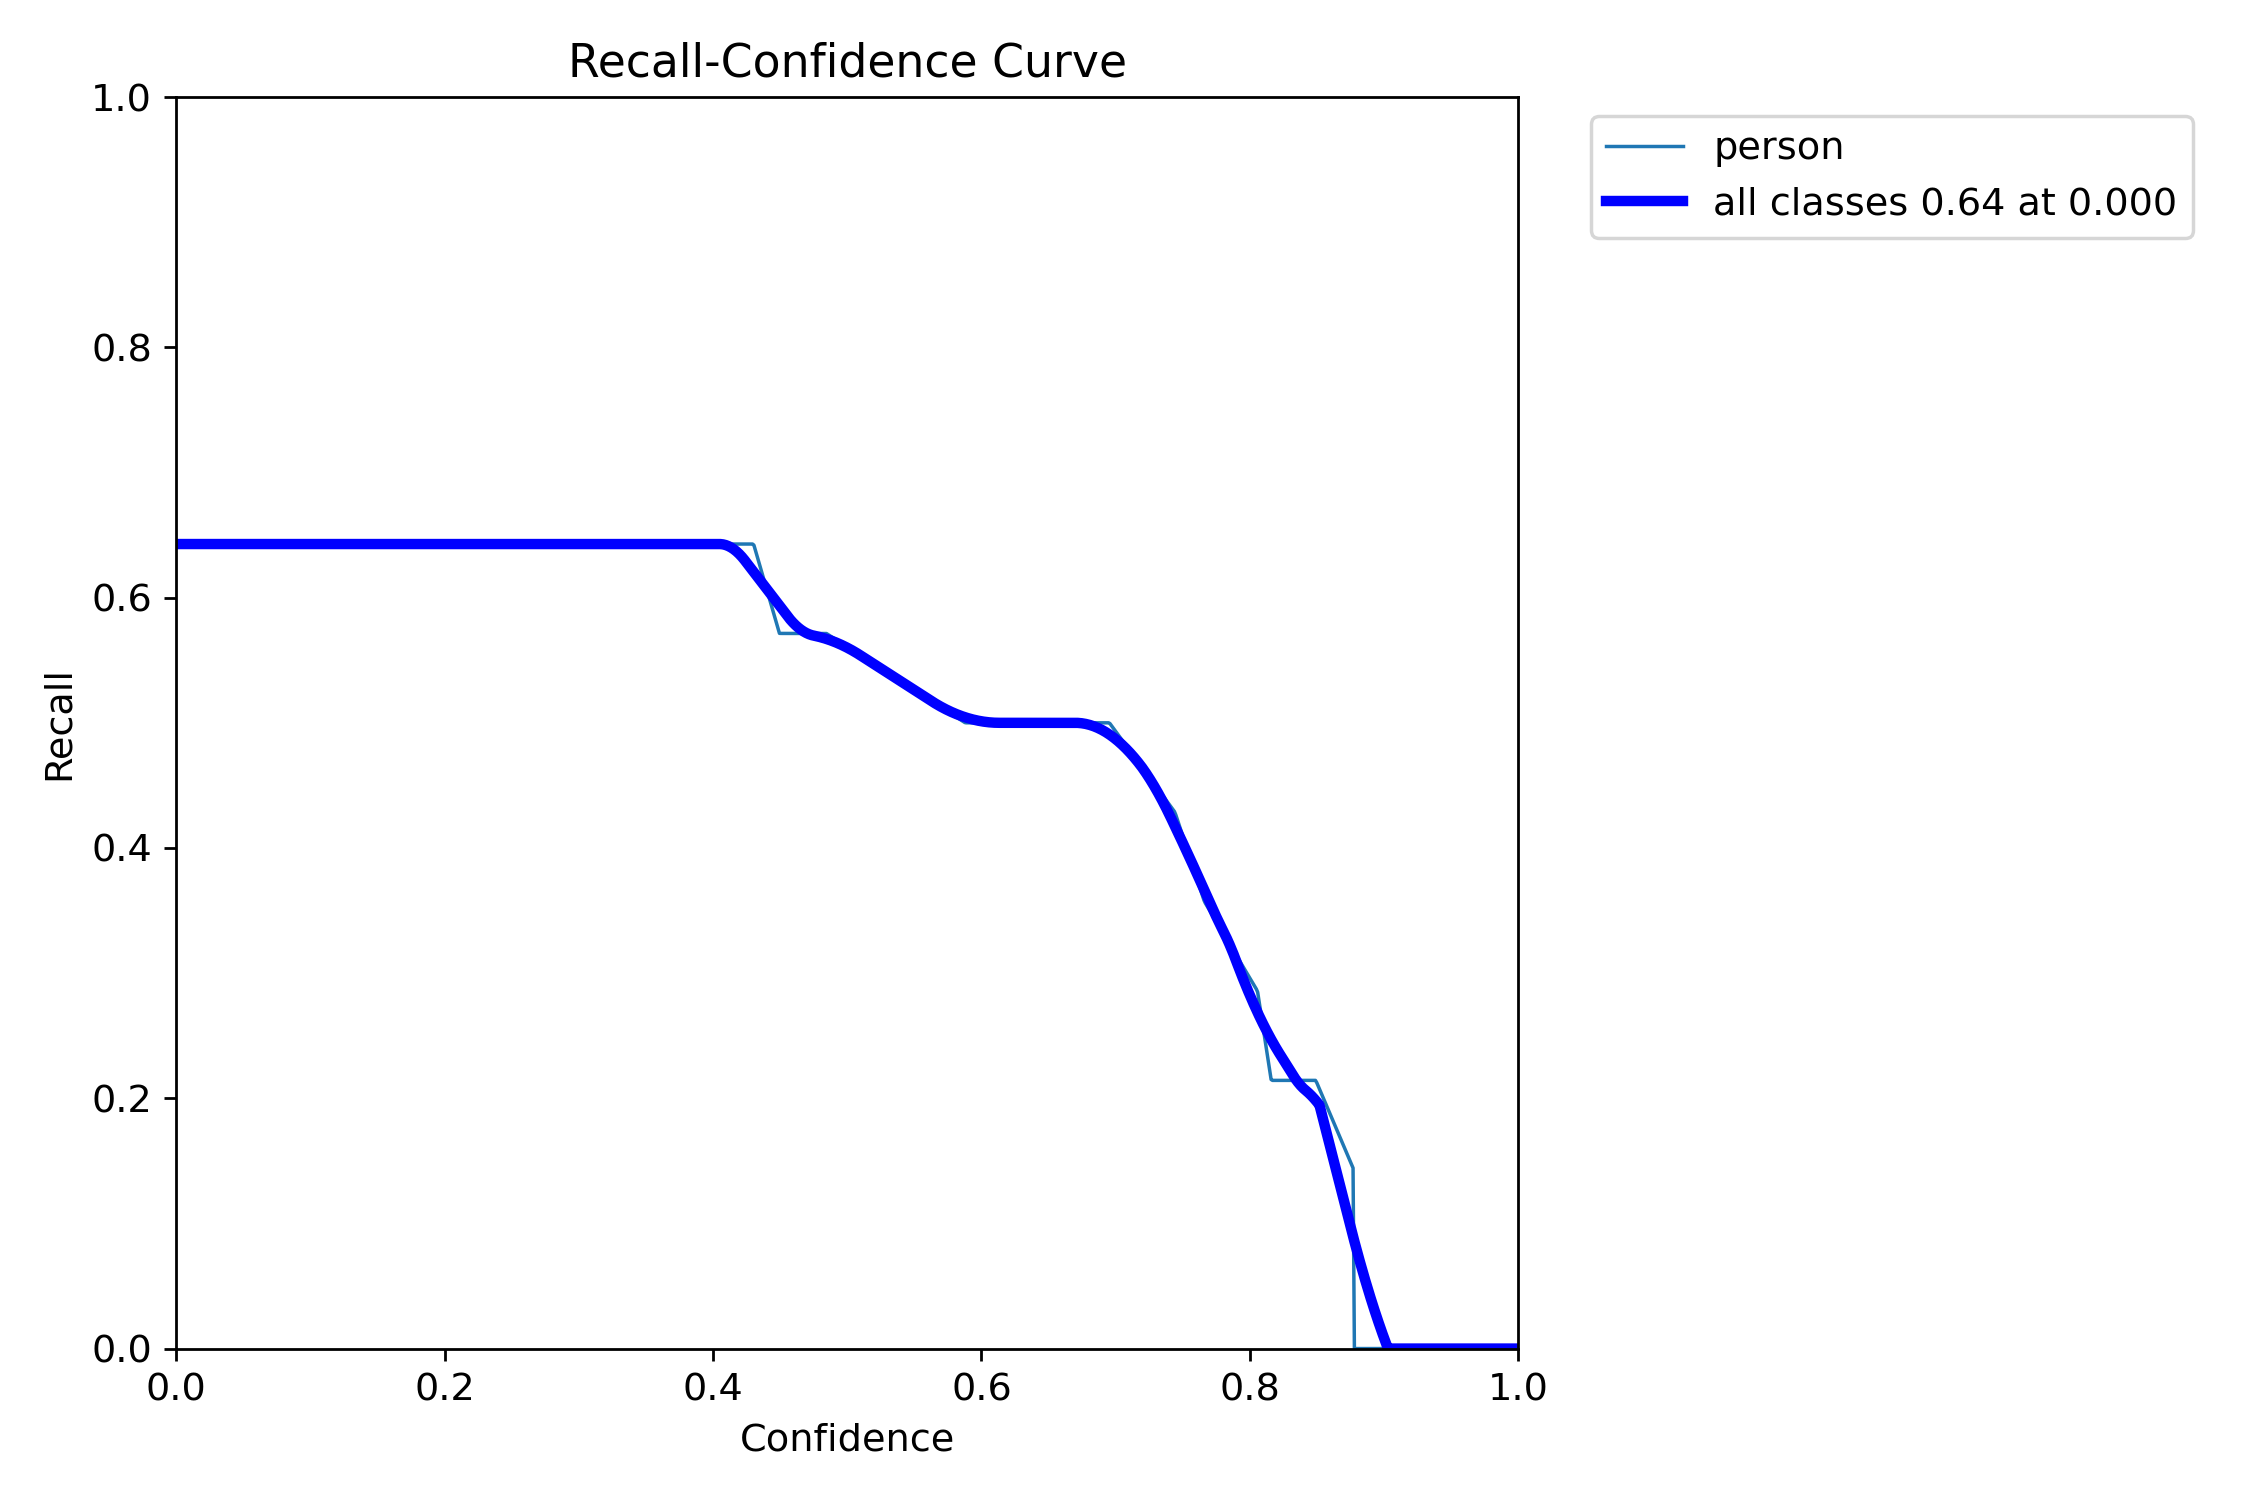 Recall-Confidence Curve
1.0
0.8
0.6
0.4
0.2
0.0
Recall
0.0 0.2 0.4 0.6 0.8 1.0
Confidence
person
all classes 0.64 at 0.000